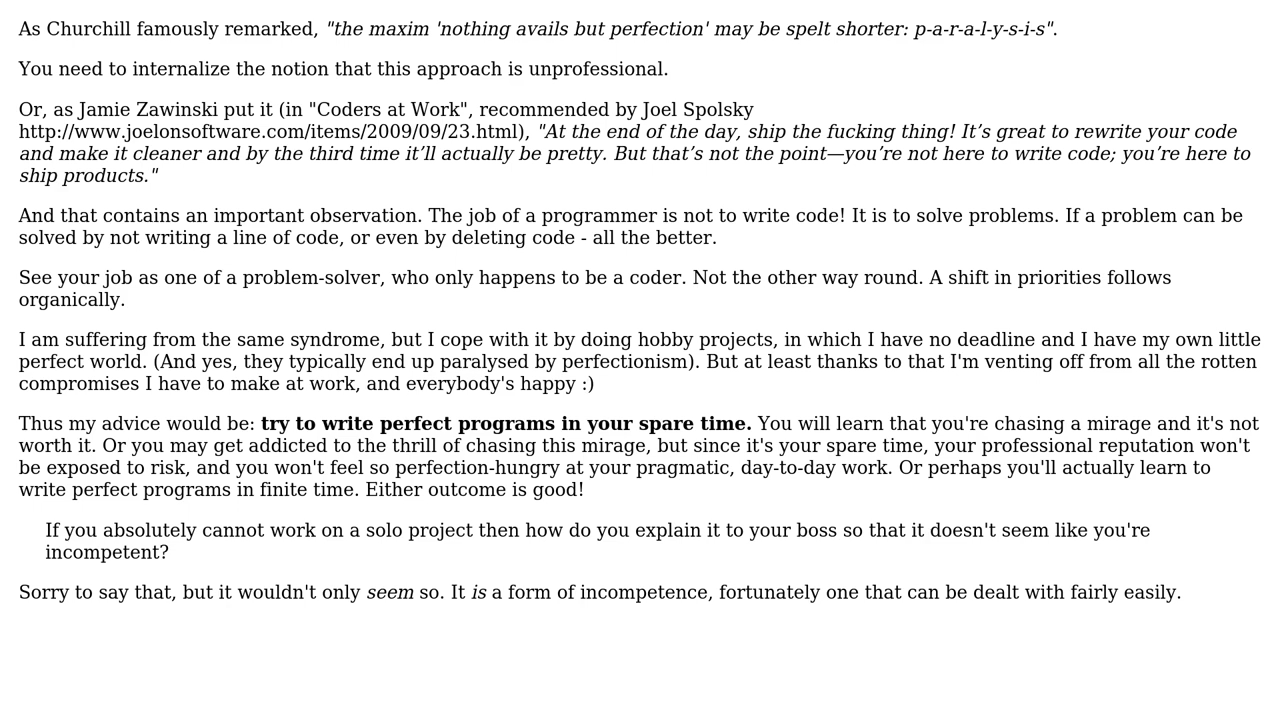 As Churchill famously remarked, "the maxim 'nothing avails but perfection' may be spelt shorter: p-a-r-a-l-y-s-i-s".
You need to internalize the notion that this approach is unprofessional.
Or, as Jamie Zawinski put it (in "Coders at Work", recommended by Joel Spolsky
http://www.joelonsoftware.com/items/2009/09/23.html), "At the end of the day, ship the fucking thing! It’s great to rewrite your code
and make it cleaner and by the third time it’ll actually be pretty. But that’s not the point—you’re not here to write code; you’re here to
ship products."
And that contains an important observation. The job of a programmer is not to write code! It is to solve problems. If a problem can be
solved by not writing a line of code, or even by deleting code - all the better.
See your job as one of a problem-solver, who only happens to be a coder. Not the other way round. A shift in priorities follows
organically.
I am suffering from the same syndrome, but I cope with it by doing hobby projects, in which I have no deadline and I have my own little
perfect world. (And yes, they typically end up paralysed by perfectionism). But at least thanks to that I'm venting off from all the rotten
compromises I have to make at work, and everybody's happy :)
Thus my advice would be: try to write perfect programs in your spare time. You will learn that you're chasing a mirage and it's not
worth it. Or you may get addicted to the thrill of chasing this mirage, but since it's your spare time, your professional reputation won't
be exposed to risk, and you won't feel so perfection-hungry at your pragmatic, day-to-day work. Or perhaps you'll actually learn to
write perfect programs in finite time. Either outcome is good!
If you absolutely cannot work on a solo project then how do you explain it to your boss so that it doesn't seem like you're
incompetent?
Sorry to say that, but it wouldn't only seem so. It is a form of incompetence, fortunately one that can be dealt with fairly easily.